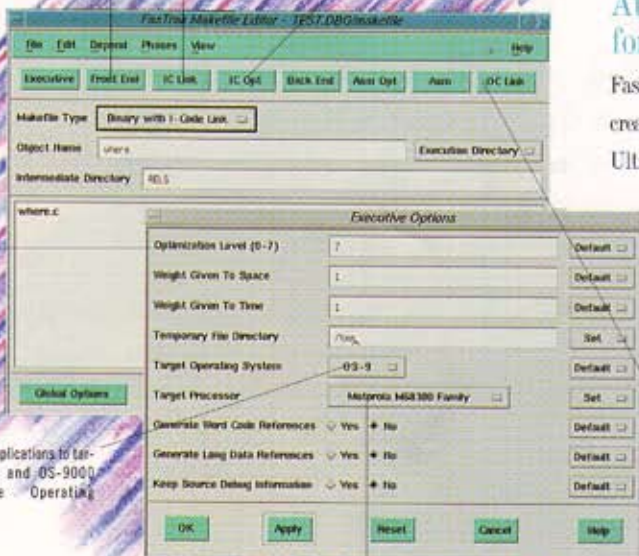 FasTrak Makefile Editor - TEST.DBG/makefile
File Edit Depend Phases View Help
Executive Front End IC Link IC Opt Back End Asm Opt Asm OC Link
Makefile Type Binary with I-Code Link
Object Name where Execution Directory
Intermediate Directory RELS
where.c
Executive Options
Optimization Level (0-7) 7 Default
Weight Given To Space 1 Default
Weight Given To Time 1 Default
Temporary File Directory /tmp Set
Target Operating System OS-9 Default
Target Processor Motorola M68300 Family Set
Generate Word Code References Yes No Default
Generate Long Data References Yes No Default
Keep Source Debug Information Yes No Default
Global Options
OK Apply Reset Cancel Help
plications to tar-
and OS-9000
Operating
for
Fas
crea
Ult